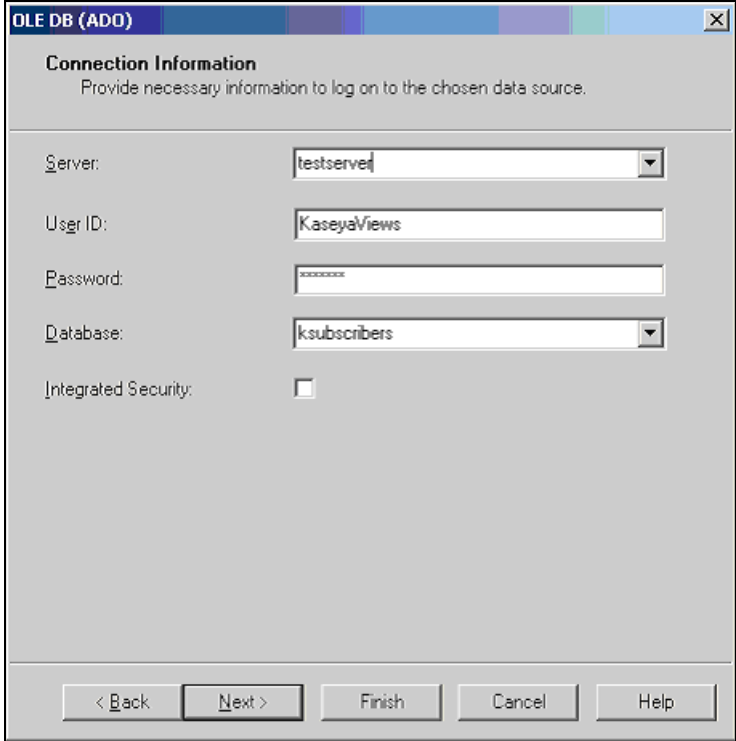 OLE DB (ADO)
Connection Information
Provide necessary information to log on to the chosen data source.
Server: testserver
User ID: KaseyaViews
Password: *******
Database: ksubscribers
Integrated Security:
< Back Next > Finish Cancel Help